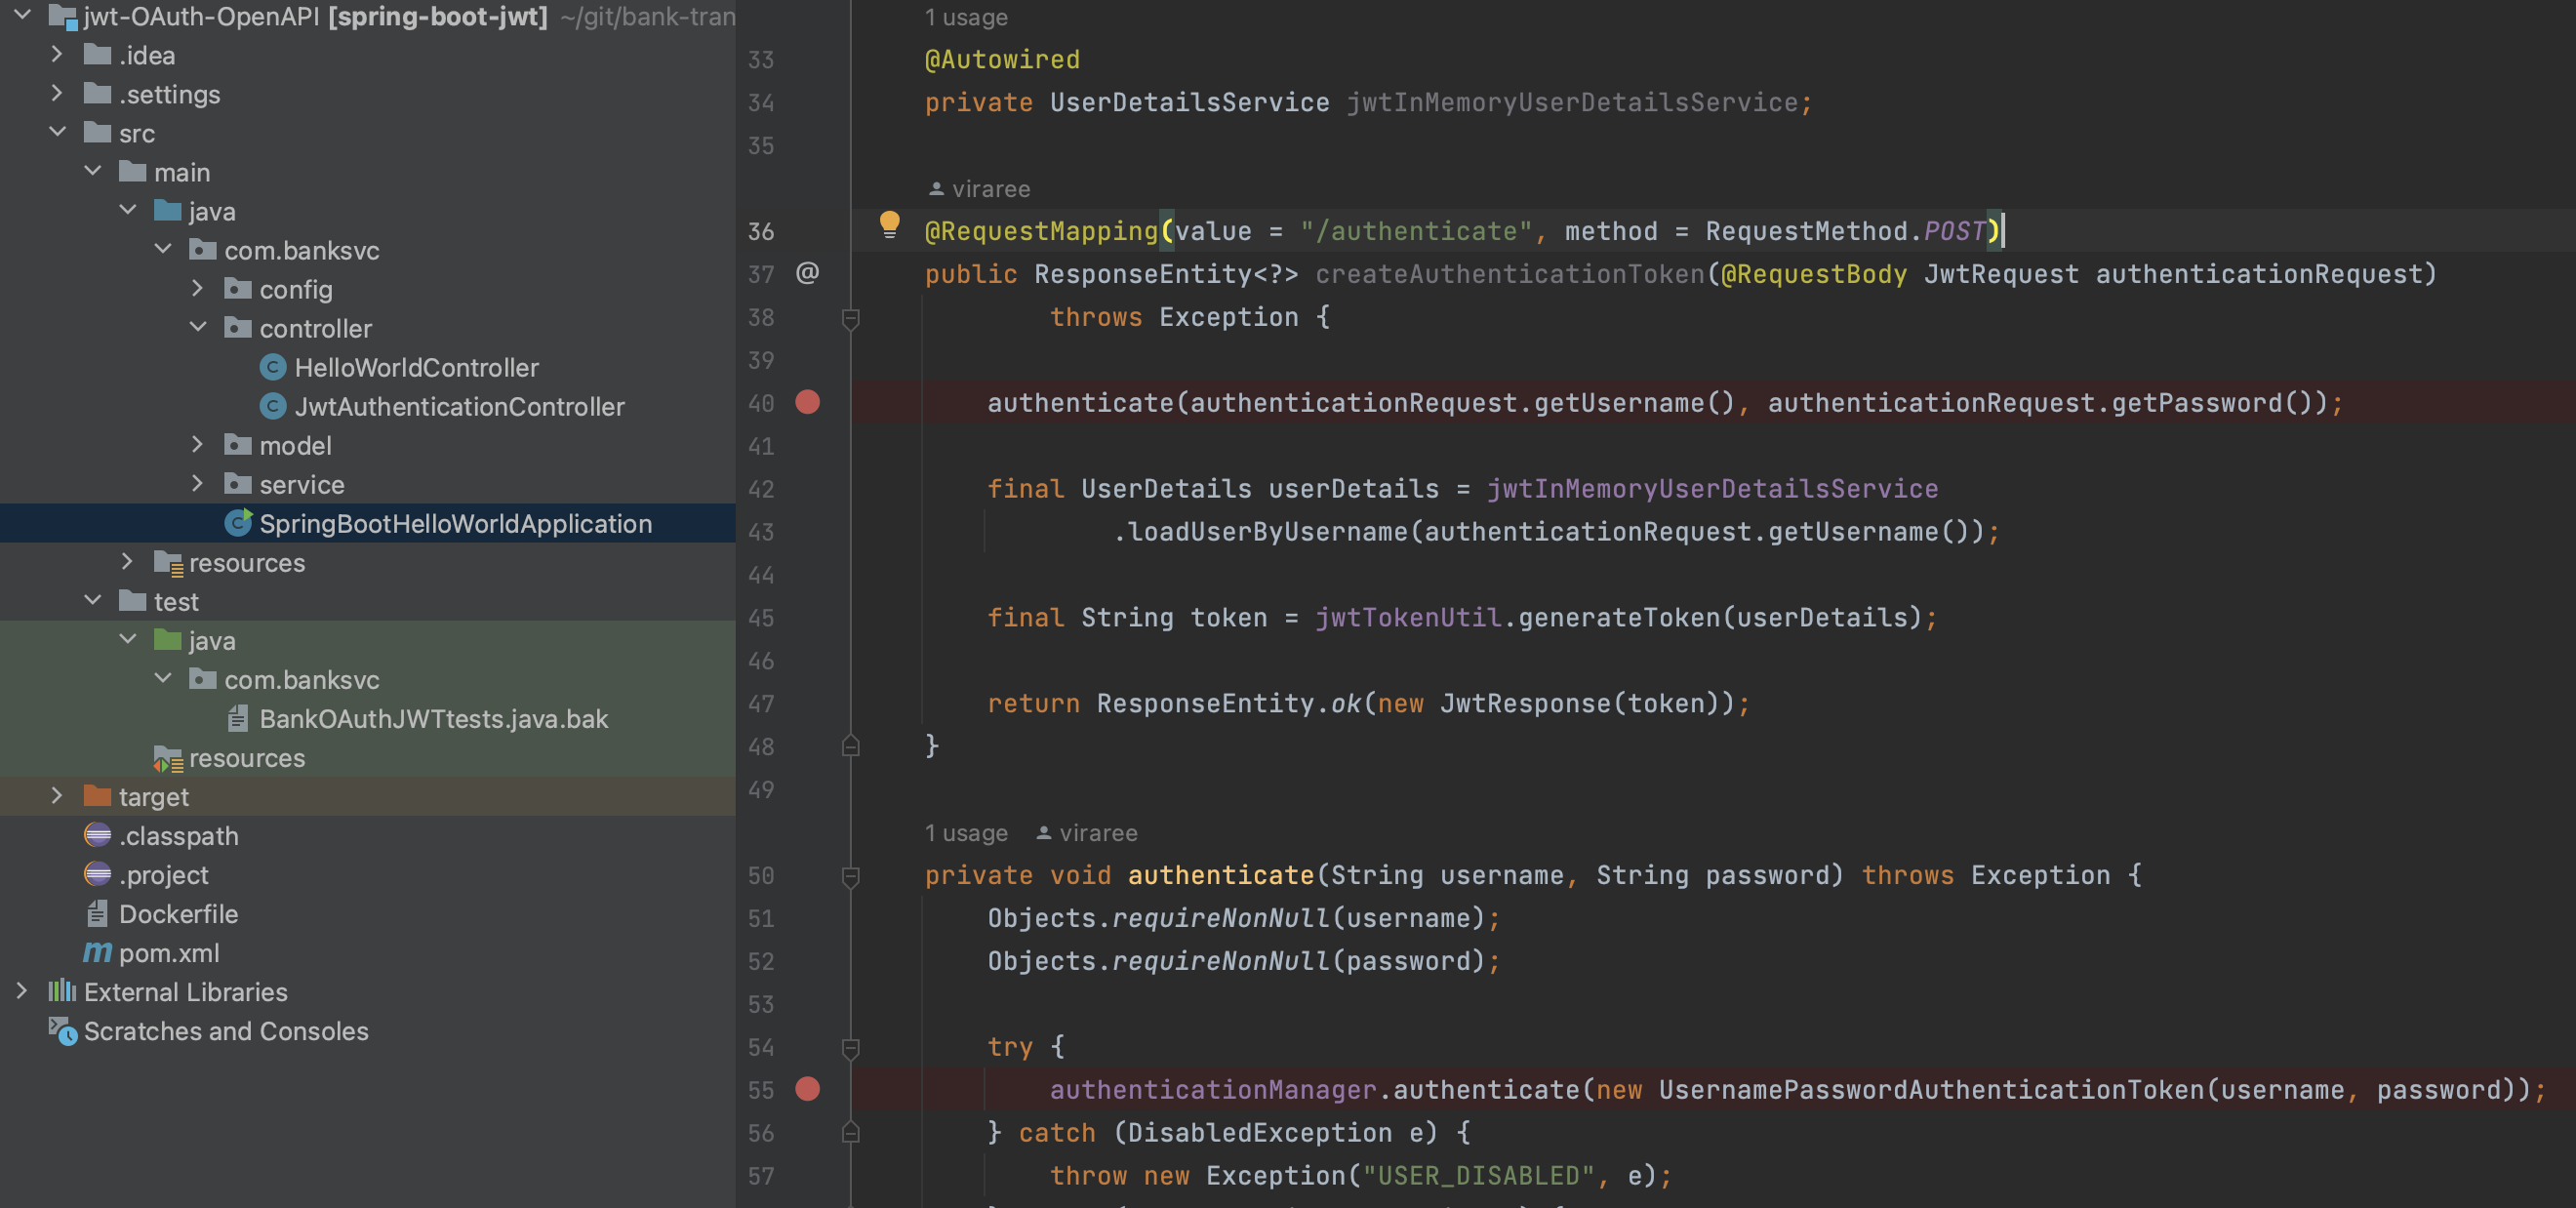 jwt-OAuth-OpenAPI [spring-boot-jwt] ~/git/bank-tran
.idea
.settings
src
main
java
com.banksvc
config
controller
HelloWorldController
JwtAuthenticationController
model
service
SpringBootHelloWorldApplication
resources
test
java
com.banksvc
BankOAuthJWTtests.java.bak
resources
target
.classpath
.project
Dockerfile
pom.xml
External Libraries
Scratches and Consoles
1 usage
33 @Autowired
34 private UserDetailsService jwtInMemoryUserDetailsService;
35
viraree
36 @RequestMapping(value = "/authenticate", method = RequestMethod.POST)
37 public ResponseEntity<?> createAuthenticationToken(@RequestBody JwtRequest authenticationRequest)
38 throws Exception {
39
40 authenticate(authenticationRequest.getUsername(), authenticationRequest.getPassword());
41
42 final UserDetails userDetails = jwtInMemoryUserDetailsService
43 .loadUserByUsername(authenticationRequest.getUsername());
44
45 final String token = jwtTokenUtil.generateToken(userDetails);
46
47 return ResponseEntity.ok(new JwtResponse(token));
48 }
49
1 usage viraree
50 private void authenticate(String username, String password) throws Exception {
51 Objects.requireNonNull(username);
52 Objects.requireNonNull(password);
53
54 try {
55 authenticationManager.authenticate(new UsernamePasswordAuthenticationToken(username, password));
56 } catch (DisabledException e) {
57 throw new Exception("USER_DISABLED", e);